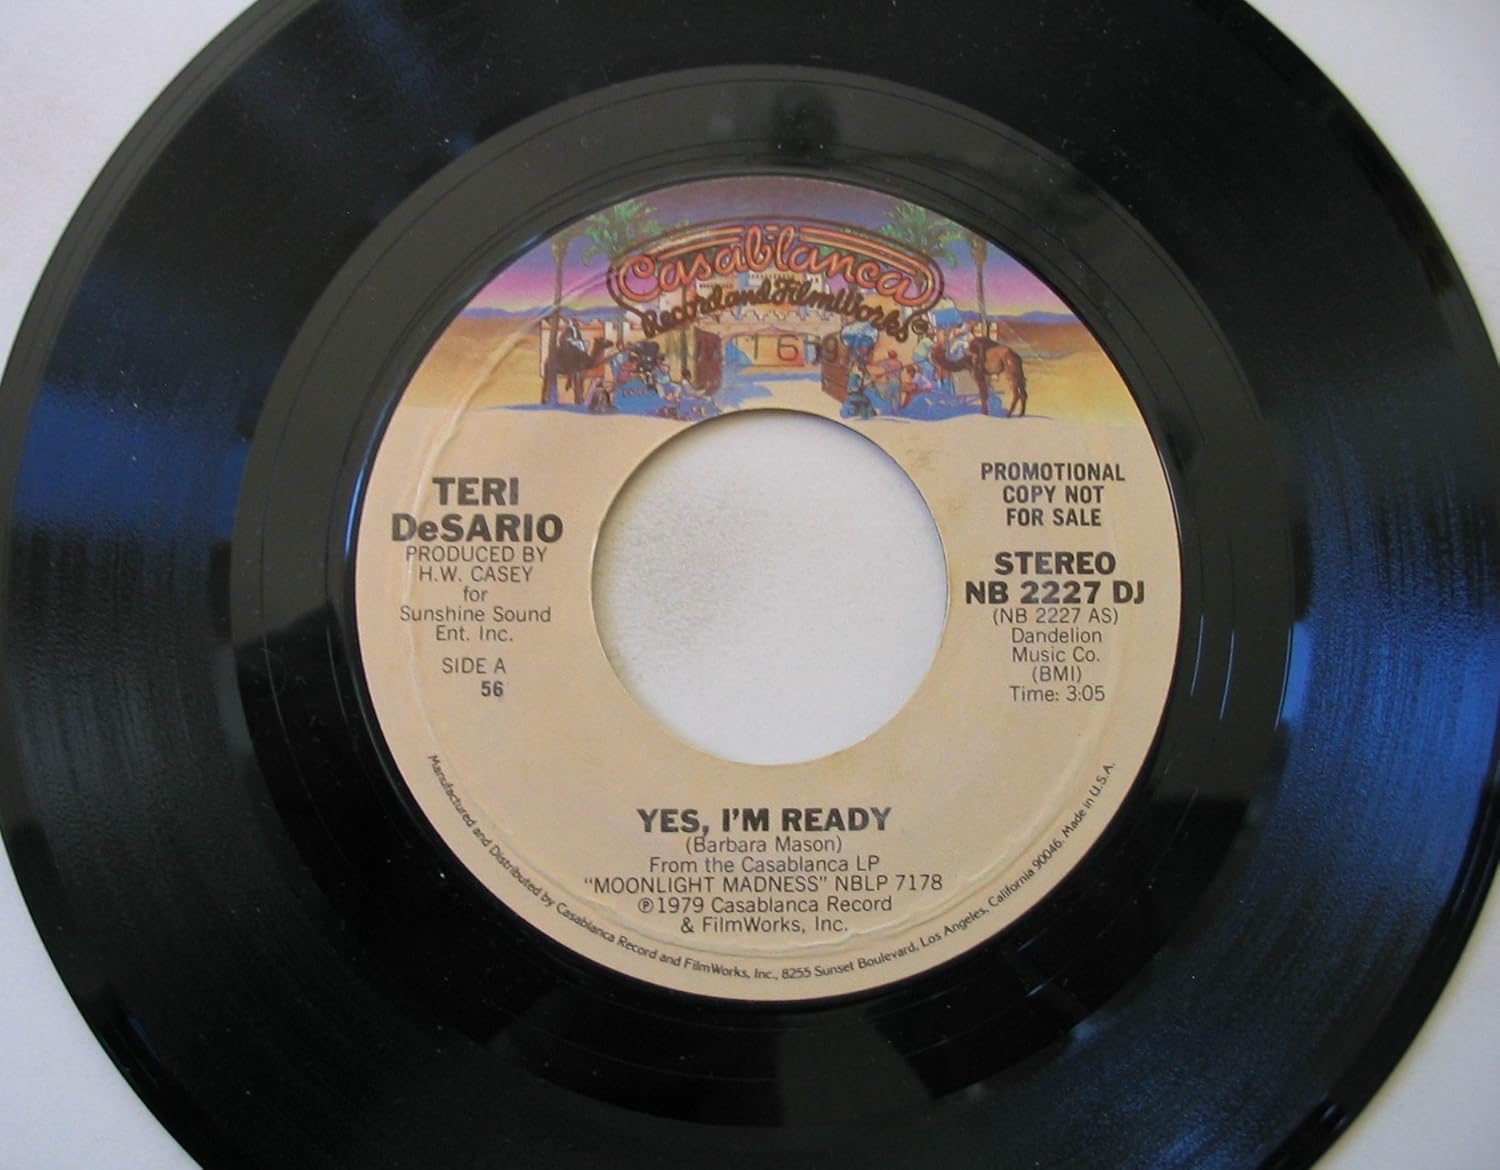 Casablanca
Record and FilmWorks
TERI
DeSARIO
PRODUCED BY
H.W. CASEY
for
Sunshine Sound
Ent. Inc.
SIDE A
56
PROMOTIONAL
COPY NOT
FOR SALE
STEREO
NB 2227 DJ
(NB 2227 AS)
Dandelion
Music Co.
(BMI)
Time: 3:05
YES, I'M READY
(Barbara Mason)
From the Casablanca LP
"MOONLIGHT MADNESS" NBLP 7178
℗1979 Casablanca Record
& FilmWorks, Inc.
Manufactured and Distributed by Casablanca Record and FilmWorks, Inc., 8255 Sunset Boulevard, Los Angeles, California 90046. Made in U.S.A.